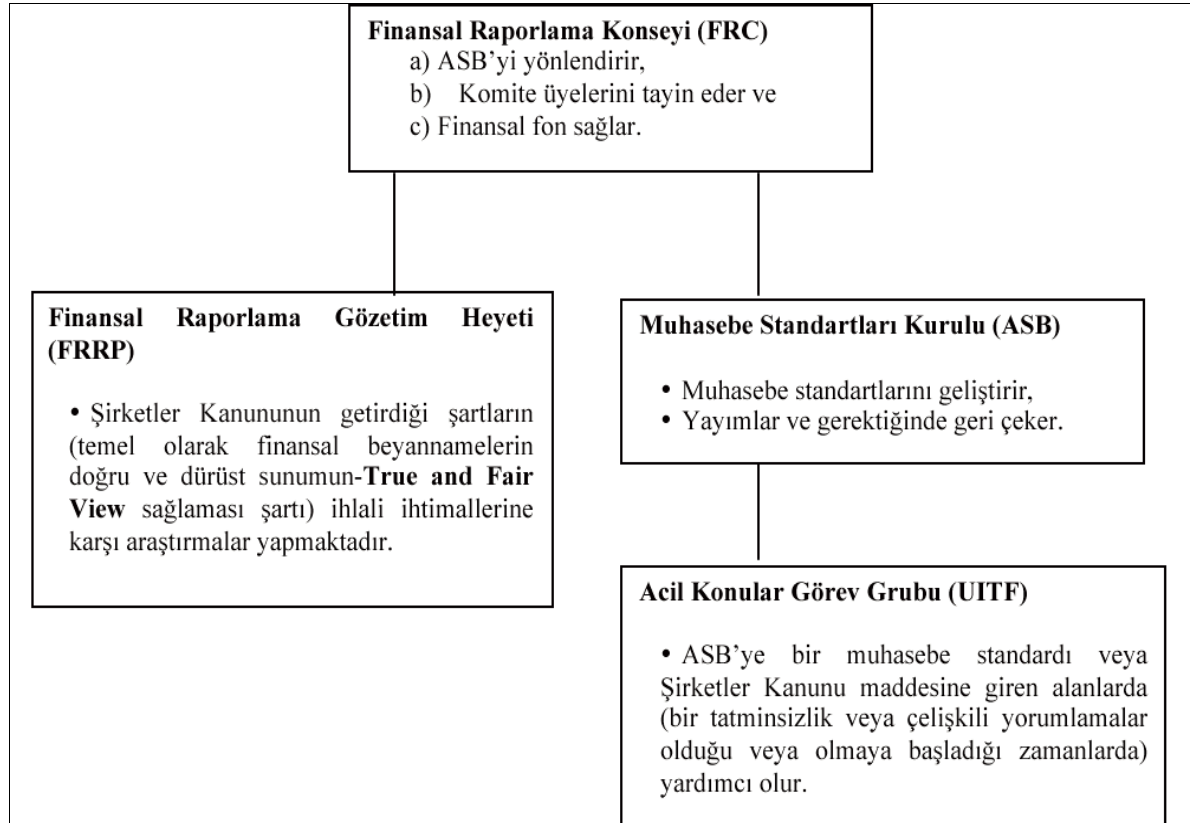 Finansal Raporlama Konseyi (FRC)
a) ASB’yi yönlendirir,
b) Komite üyelerini tayin eder ve
c) Finansal fon sağlar.
Finansal Raporlama Gözetim Heyeti
(FRRP)
• Şirketler Kanununun getirdiği şartların
(temel olarak finansal beyannamelerin
doğru ve dürüst sunumun-True and Fair
View sağlaması şartı) ihlali ihtimallerine
karşı araştırmalar yapmaktadır.
Muhasebe Standartları Kurulu (ASB)
• Muhasebe standartlarını geliştirir,
• Yayımlar ve gerektiğinde geri çeker.
Acil Konular Görev Grubu (UITF)
• ASB’ye bir muhasebe standardı veya
Şirketler Kanunu maddesine giren alanlarda
(bir tatminsizlik veya çelişkili yorumlamalar
olduğu veya olmaya başladığı zamanlarda)
yardımcı olur.